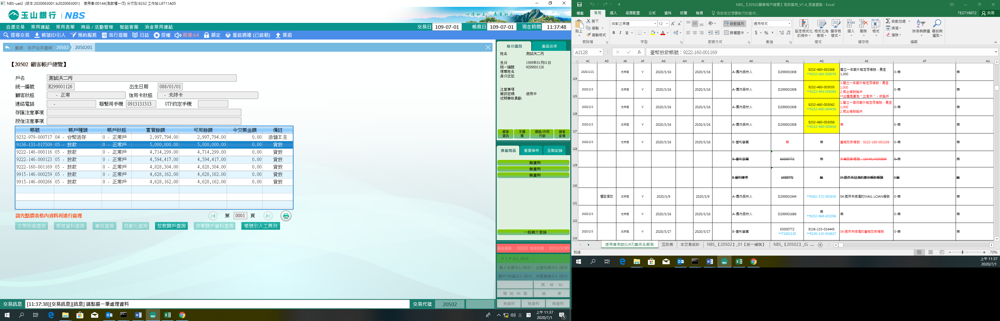 NBS-uat2 (版本:2020063001.b2020063001) 使用者:00144(測試櫃一戊) 分行別:9232 工作站:L9711A05
玉山銀行 | NBS
心清如玉, 義重如山
自選交易 常用連結 常用表單 商品 / 活動管理 智能客服 消金常用連結
交易日 109-07-01 帳務日 109-07-01 現在時間 11:37:48
搜尋交易 帳號ID引入 預約服務 蒞行提醒 日誌 授權 廣播:64 鎖定 重啟週邊 (已啟動) 簽退
查詢 存戶往來查詢 20502 2050201
【20502 顧客帳戶總覽】
戶名 測試洪二丙
統一編號 H299001126 出生日期 088/01/01
顧客狀態 - 正常 信用卡狀態 - 未持卡
連絡電話 - 聯繫用手機 0913131313 OTP約定手機
存匯注意事項
授信注意事項
帳號 帳戶種類 帳戶狀態 實質餘額 可用餘額 今交票金額 備註
9232-979-000717 04 - 台幣活存 0 - 正常戶 2,997,794.00 2,997,794.00 0.00 活儲E主
9136-133-017509 05 - 放款 0 - 正常戶 5,000,000.00 5,000,000.00 0.00 貸放
9222-146-000116 05 - 放款 0 - 正常戶 4,714,299.00 4,714,299.00 0.00 貸放
9222-146-000123 05 - 放款 0 - 正常戶 4,594,417.00 4,594,417.00 0.00 貸放
9222-160-001169 05 - 放款 0 - 正常戶 4,828,304.00 4,828,304.00 0.00 貸放
9915-146-000259 05 - 放款 0 - 正常戶 4,628,162.00 4,628,162.00 0.00 貸放
9915-146-000266 05 - 放款 0 - 正常戶 4,628,162.00 4,628,162.00 0.00 貸放
請先點選表格內資料再進行處理 第 0001 頁
交易明細查詢 帳號資料查詢 事故查詢 自動化查詢 放款歸戶查詢 存單歸戶資料查詢 帳號引入工具列
身分識別 產品往來
姓名 測試洪二丙
生日 1999年01月01日
統一編號 H299001126
理專姓名
身分註記
注意事項
簡訊密碼 使用中
近期事故異動
顧客資訊 手續費 通路/共同行銷 顧客影像
推薦商品 重要事件 互動記錄
無資料
無資料
無資料
一般轉介登錄
服務號碼: 0000 等候時間: 00分00秒
V I P:0人 00分
個人交易:0人 00分 企業交易:0人 00分
開戶/申請:0人 00分 外匯業務:0人 00分
再 呼 叫
預 約 叫 號 結 束
無資料 無資料 無資料
交易訊息 [11:37:38][交易訊息][訊息] 請點選一筆處理資料 交易代號 20502
英 上午 11:37
2020/7/1
5
NBS_【20502顧客帳戶總覽】測試案例_V1.4_測資盤點 - Excel
檔案 常用 插入 版面配置 公式 資料 校閱 檢視 告訴我您想要執行的動作... TEST19072 共用
貼上 剪下 複製 複製格式 微軟正黑體 12 B I U 自動換列 跨欄置中 通用格式 $ % 設定格式化的條件 格式化為表格 儲存格樣式 插入 刪除 格式 自動加總 填滿 清除 排序與篩選 尋找與選取
剪貼簿 字型 對齊方式 數值 樣式 儲存格 編輯
AS128 fx 臺幣放款帳號：9222-160-001169
AC AD AE AF AG AH AI AJ AK AL AQ AS AT AU
124 2020/2/21 V 2020/3/16 2020/3/16 A-國內自然人 D299001908 9232-460-001568 **9232-464-006078 開立一年期外幣定存帳號，美金1,000 0-無 無
125 2020/2/3 V 2020/3/16 2020/3/16 A-國內自然人 D299001908 9232-460-003035 **9232-464-006085 1.開立一年期外幣定存帳號，美金1,000 2.將此帳號銷戶 **此題是要測＂正常戶＂，非銷戶 0-無 無
126 2020/2/3 V 2020/3/16 2020/3/16 A-國內自然人 D299001908 9232-460-003042 **9232-460-004436 1.開立一個月期外幣定存帳號，美金1,000 2.將此帳號銷戶 0-無 無
127 2020/2/3 V 2020/3/16 2020/3/16 A-國內自然人 D299001908 9232-460-003056 **9232-460-004436 無 0-無 無
128 2020/2/3 V 2020/3/16 2020/3/16 B-營利事業 無 無 臺幣放款帳號：9222-160-001169 0-無 無
129 B-營利事業 63000772 無 外幣放款帳號：19AHLN000899 0-無 無
130 B-營利事業 63000772 無 04:提供未結清的應收帳款帳號 0-無 無
131 備註信放 V 2020/3/9 2020/3/9 A-國內自然人 D299001944 **9261-172-001630 04:提供未結清的MAIL LOAN帳號 0-無 無
132 2020/2/3 V 2020/3/16 2020/3/16 A-國內自然人 D299001686 無 **9232-968-631056 無 0-無 無
133 2020/2/3 V 2020/3/17 2020/3/17 B-營利事業 63000772 **71002129 9136-133-014445 **9136-133-016617 04:提供未結清的臺幣放款帳號 0-無 無
使用者測試(UAT)案例&報告 互助表 本交易統計 NBS_【20502】_01【統一編號】 NBS_【20502】_02 ...
就緒 70%
上午 11:37
2020/7/1